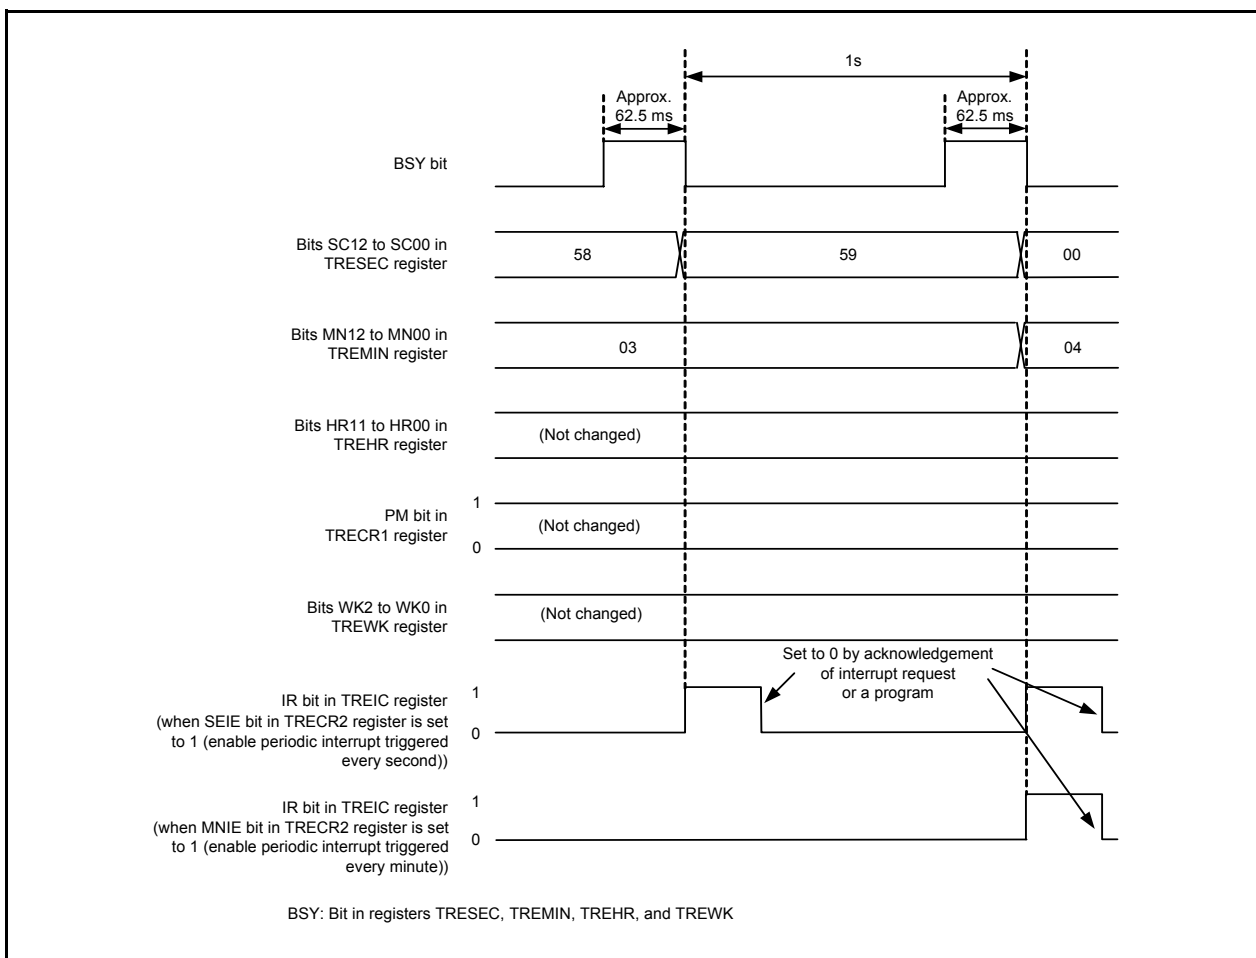 1s
Approx.
62.5 ms
Approx.
62.5 ms
BSY bit
Bits SC12 to SC00 in
TRESEC register
58
59
00
Bits MN12 to MN00 in
TREMIN register
03
04
Bits HR11 to HR00 in
TREHR register
(Not changed)
PM bit in
TRECR1 register
1
0
(Not changed)
Bits WK2 to WK0 in
TREWK register
(Not changed)
Set to 0 by acknowledgement
of interrupt request
or a program
IR bit in TREIC register
(when SEIE bit in TRECR2 register is set
to 1 (enable periodic interrupt triggered
every second))
1
0
IR bit in TREIC register
(when MNIE bit in TRECR2 register is set
to 1 (enable periodic interrupt triggered
every minute))
1
0
BSY: Bit in registers TRESEC, TREMIN, TREHR, and TREWK